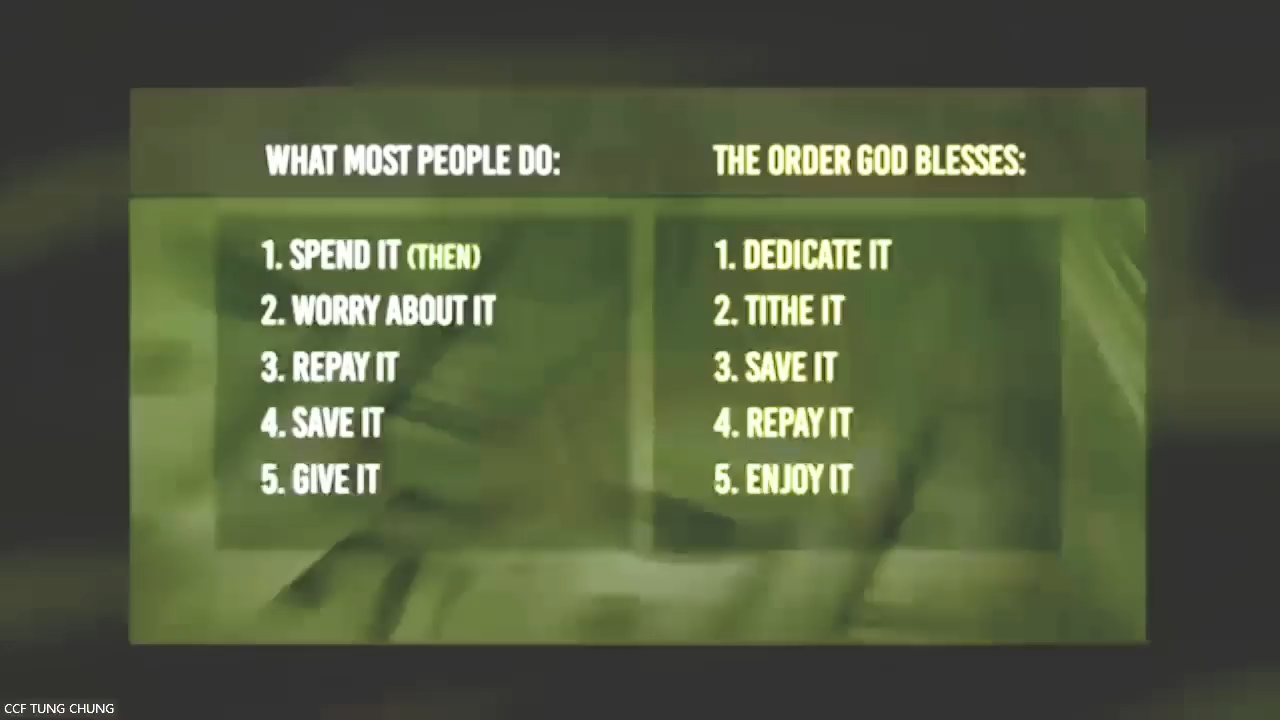 WHAT MOST PEOPLE DO:
1. SPEND IT (THEN)
2. WORRY ABOUT IT
3. REPAY IT
4. SAVE IT
5. GIVE IT
THE ORDER GOD BLESSES:
1. DEDICATE IT
2. TITHE IT
3. SAVE IT
4. REPAY IT
5. ENJOY IT
CCF TUNG CHUNG